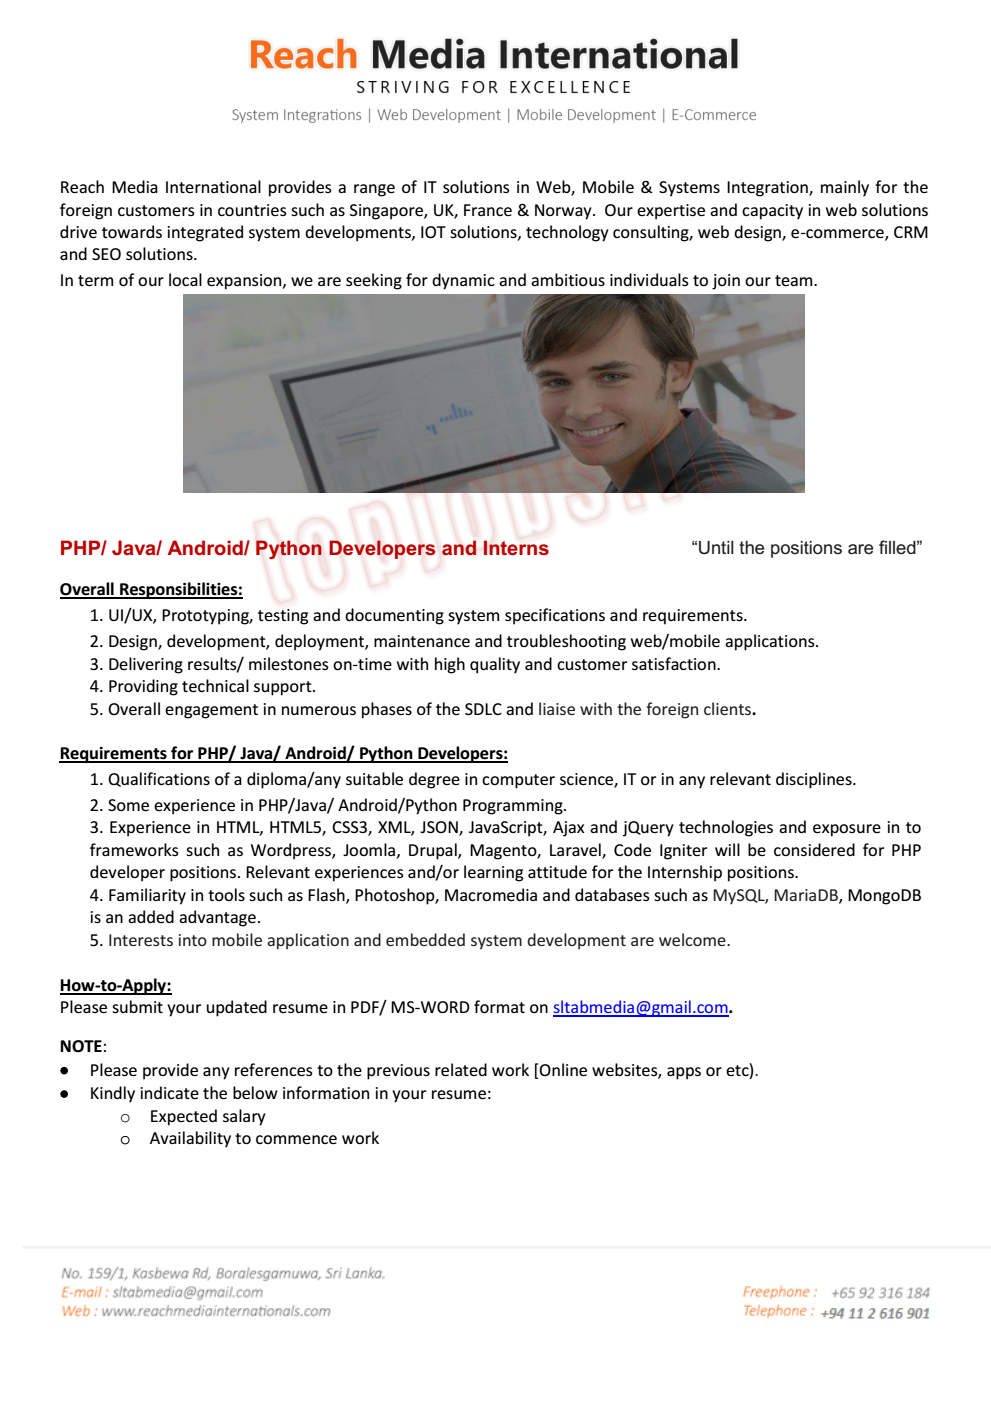 Reach Media International
STRIVING FOR EXCELLENCE
System Integrations | Web Development | Mobile Development | E-Commerce
Reach Media International provides a range of IT solutions in Web, Mobile & Systems Integration, mainly for the
foreign customers in countries such as Singapore, UK, France & Norway. Our expertise and capacity in web solutions
drive towards integrated system developments, IOT solutions, technology consulting, web design, e-commerce, CRM
and SEO solutions.
In term of our local expansion, we are seeking for dynamic and ambitious individuals to join our team.
topjobs.lk
PHP/ Java/ Android/ Python Developers and Interns “Until the positions are filled”
Overall Responsibilities:
1. UI/UX, Prototyping, testing and documenting system specifications and requirements.
2. Design, development, deployment, maintenance and troubleshooting web/mobile applications.
3. Delivering results/ milestones on-time with high quality and customer satisfaction.
4. Providing technical support.
5. Overall engagement in numerous phases of the SDLC and liaise with the foreign clients.
Requirements for PHP/ Java/ Android/ Python Developers:
1. Qualifications of a diploma/any suitable degree in computer science, IT or in any relevant disciplines.
2. Some experience in PHP/Java/ Android/Python Programming.
3. Experience in HTML, HTML5, CSS3, XML, JSON, JavaScript, Ajax and jQuery technologies and exposure in to
frameworks such as Wordpress, Joomla, Drupal, Magento, Laravel, Code Igniter will be considered for PHP
developer positions. Relevant experiences and/or learning attitude for the Internship positions.
4. Familiarity in tools such as Flash, Photoshop, Macromedia and databases such as MySQL, MariaDB, MongoDB
is an added advantage.
5. Interests into mobile application and embedded system development are welcome.
How-to-Apply:
Please submit your updated resume in PDF/ MS-WORD format on sltabmedia@gmail.com.
NOTE:
● Please provide any references to the previous related work [Online websites, apps or etc).
● Kindly indicate the below information in your resume:
o Expected salary
o Availability to commence work
No. 159/1, Kasbewa Rd, Boralesgamuwa, Sri Lanka.
E-mail : sltabmedia@gmail.com
Web : www.reachmediainternationals.com
Freephone : +65 92 316 184
Telephone : +94 11 2 616 901